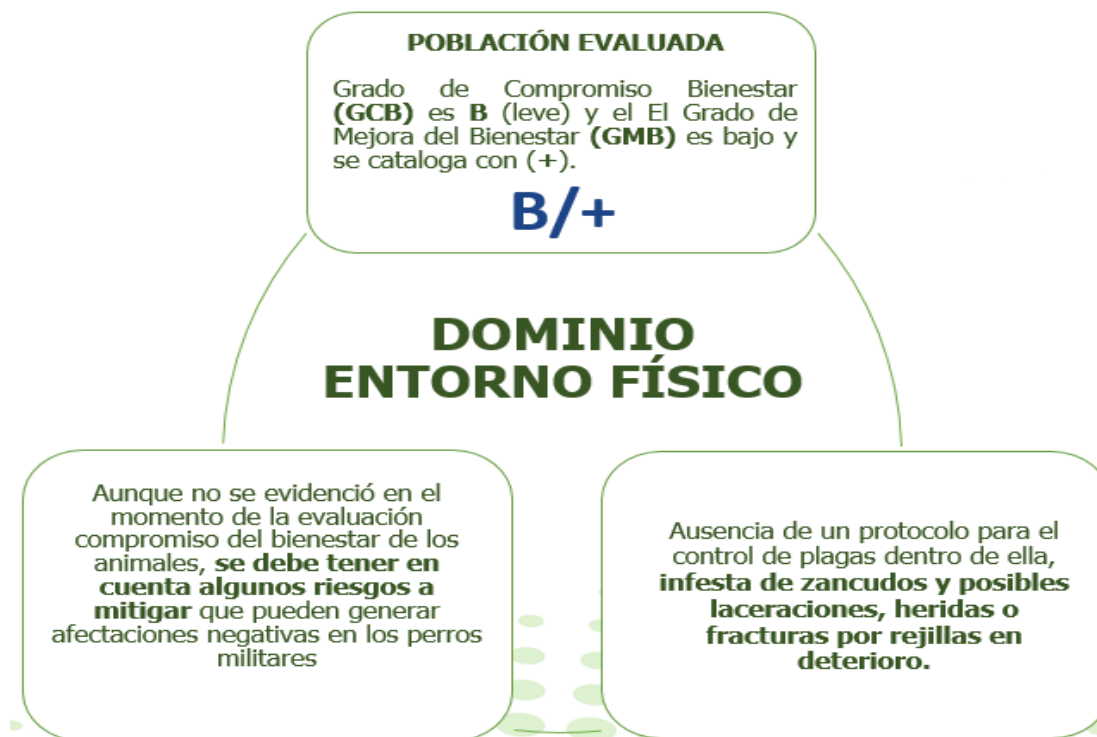 POBLACIÓN EVALUADA
Grado de Compromiso Bienestar
(GCB) es B (leve) y el El Grado de
Mejora del Bienestar (GMB) es bajo y
se cataloga con (+).
B/+
DOMINIO
ENTORNO FÍSICO
Aunque no se evidenció en el
momento de la evaluación
compromiso del bienestar de los
animales, se debe tener en
cuenta algunos riesgos a
mitigar que pueden generar
afectaciones negativas en los perros
militares
Ausencia de un protocolo para el
control de plagas dentro de ella,
infesta de zancudos y posibles
laceraciones, heridas o
fracturas por rejillas en
deterioro.